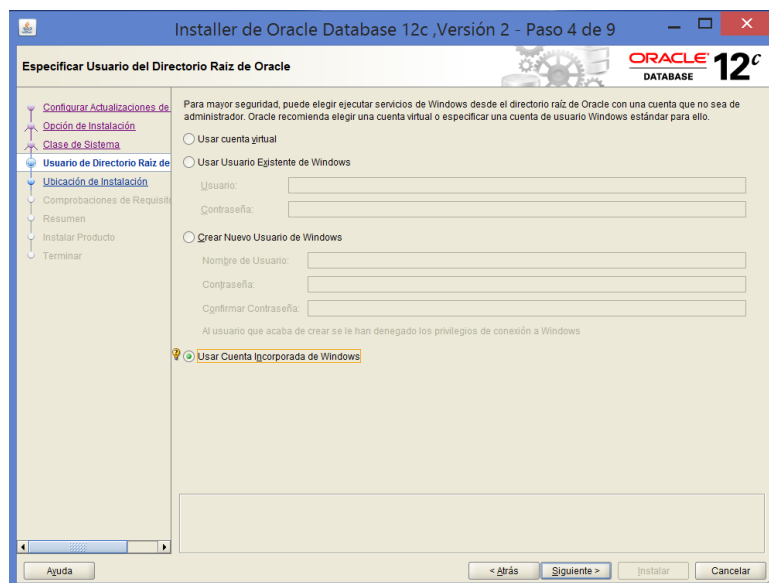 Installer de Oracle Database 12c ,Versión 2 - Paso 4 de 9
Especificar Usuario del Directorio Raíz de Oracle
ORACLE
DATABASE
12c
Configurar Actualizaciones de
Opción de Instalación
Clase de Sistema
Usuario de Directorio Raíz de
Ubicación de Instalación
Comprobaciones de Requisit
Resumen
Instalar Producto
Terminar
Para mayor seguridad, puede elegir ejecutar servicios de Windows desde el directorio raíz de Oracle con una cuenta que no sea de
administrador. Oracle recomienda elegir una cuenta virtual o especificar una cuenta de usuario Windows estándar para ello.
Usar cuenta virtual
Usar Usuario Existente de Windows
Usuario:
Contraseña:
Crear Nuevo Usuario de Windows
Nombre de Usuario:
Contraseña:
Confirmar Contraseña:
Al usuario que acaba de crear se le han denegado los privilegios de conexión a Windows
Usar Cuenta Incorporada de Windows
Ayuda
< Atrás
Siguiente >
Instalar
Cancelar